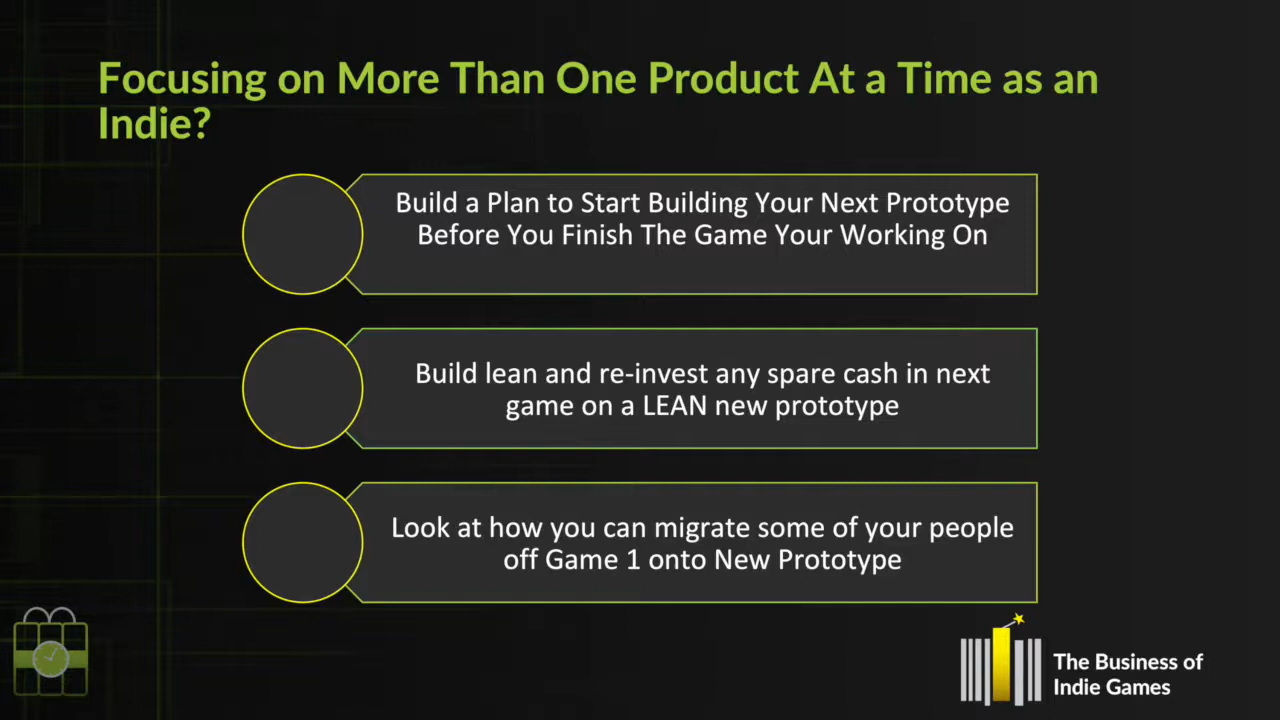 Focusing on More Than One Product At a Time as an
Indie?
Build a Plan to Start Building Your Next Prototype
Before You Finish The Game Your Working On
Build lean and re-invest any spare cash in next
game on a LEAN new prototype
Look at how you can migrate some of your people
off Game 1 onto New Prototype
The Business of
Indie Games